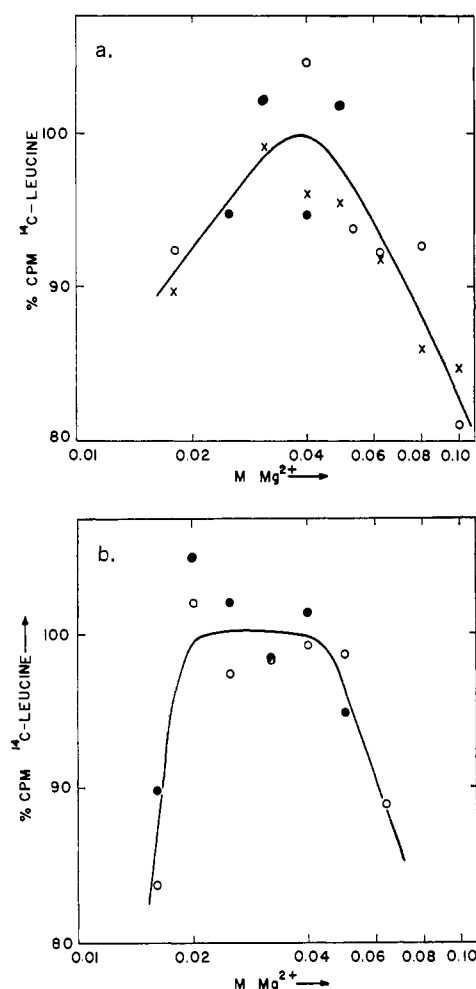 a.
100
90
80
% CPM ¹⁴C-LEUCINE
0.01 0.02 0.04 0.06 0.08 0.10
M Mg²⁺ →
b.
100
90
80
% CPM ¹⁴C-LEUCINE →
0.01 0.02 0.04 0.06 0.08 0.10
M Mg²⁺ →